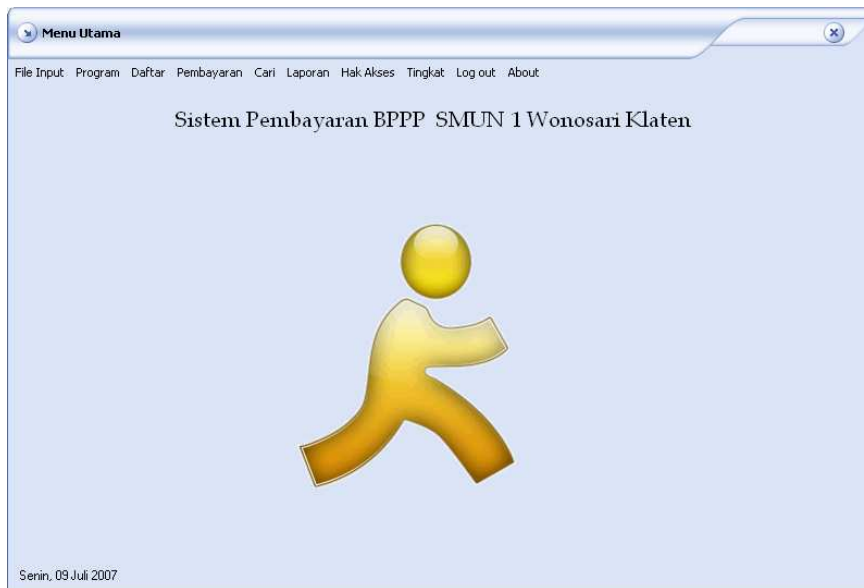 Menu Utama
File Input Program Daftar Pembayaran Cari Laporan Hak Akses Tingkat Log out About
Sistem Pembayaran BPPP SMUN 1 Wonosari Klaten
Senin, 09 Juli 2007